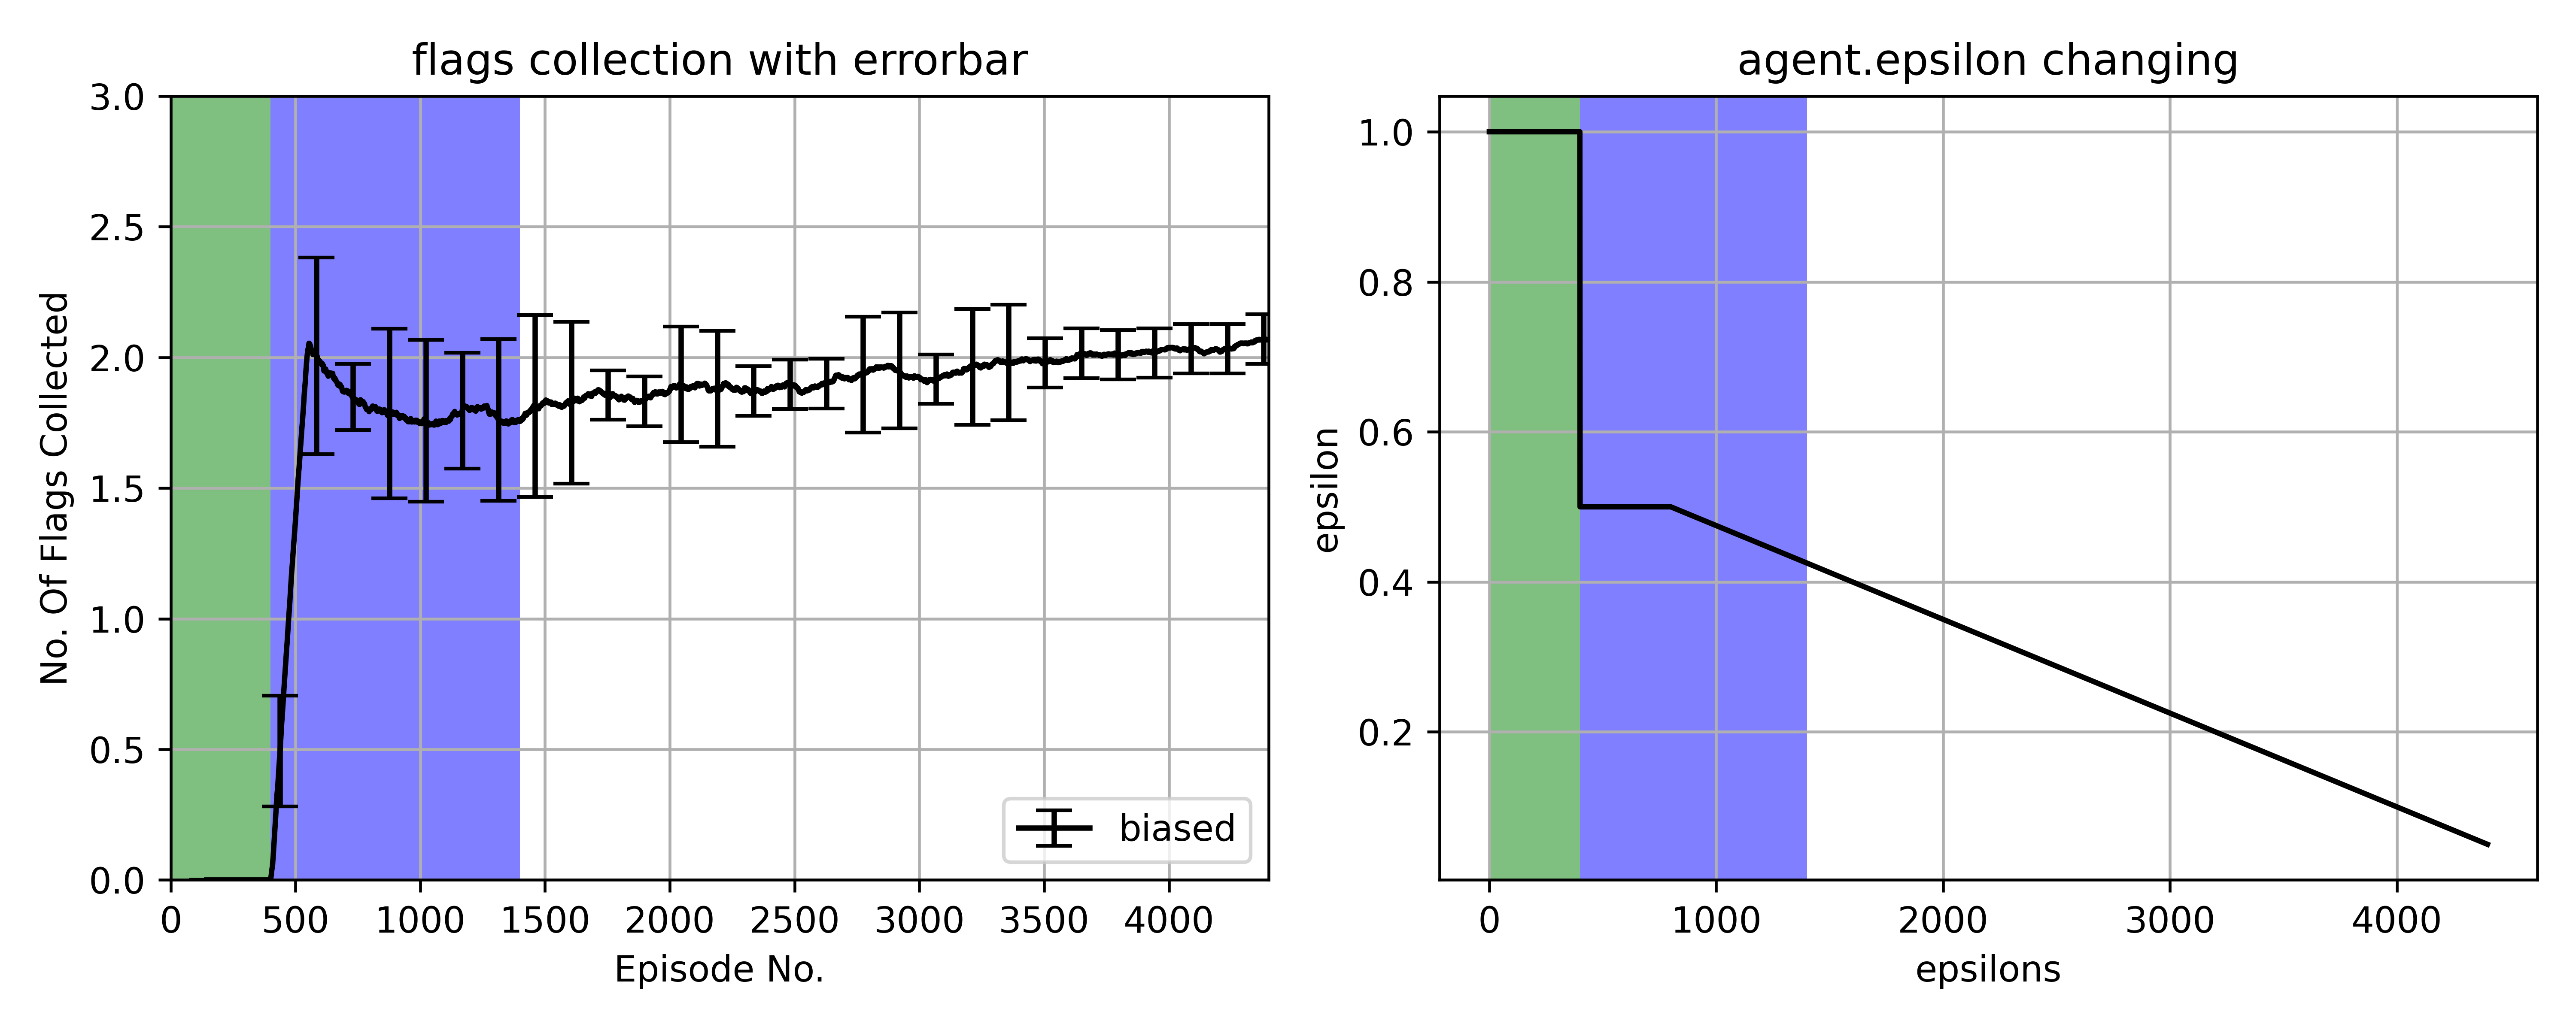 flags collection with errorbar
3.0
2.5
2.0
1.5
1.0
0.5
0.0
No. Of Flags Collected
0 500 1000 1500 2000 2500 3000 3500 4000
Episode No.
biased
agent.epsilon changing
1.0
0.8
0.6
0.4
0.2
epsilon
0 1000 2000 3000 4000
epsilons